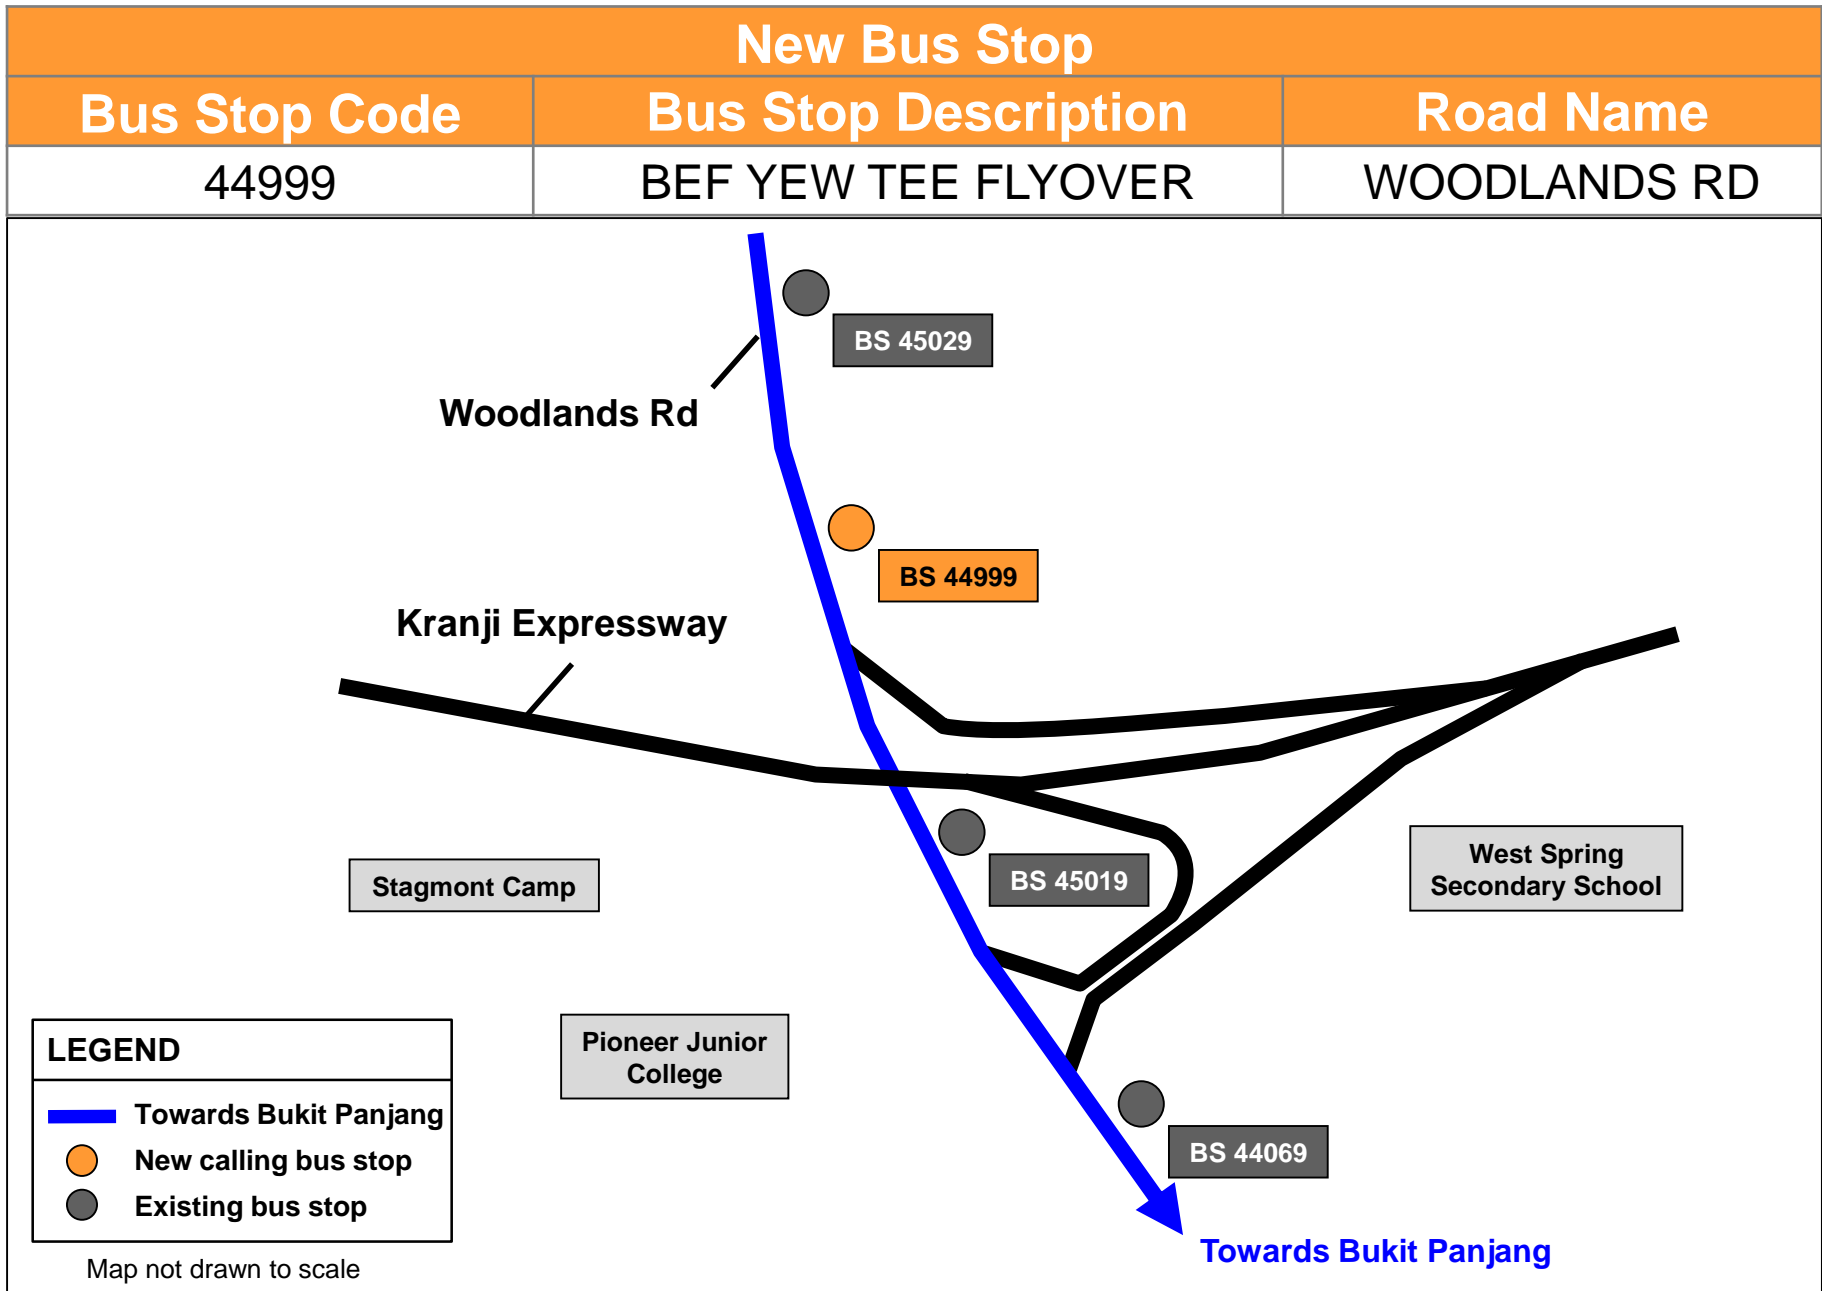 New Bus Stop
Bus Stop Code
Bus Stop Description
Road Name
44999
BEF YEW TEE FLYOVER
WOODLANDS RD
BS 45029
Woodlands Rd
BS 44999
Kranji Expressway
BS 45019
Stagmont Camp
West Spring
Secondary School
Pioneer Junior
College
BS 44069
Towards Bukit Panjang
LEGEND
Towards Bukit Panjang
New calling bus stop
Existing bus stop
Map not drawn to scale